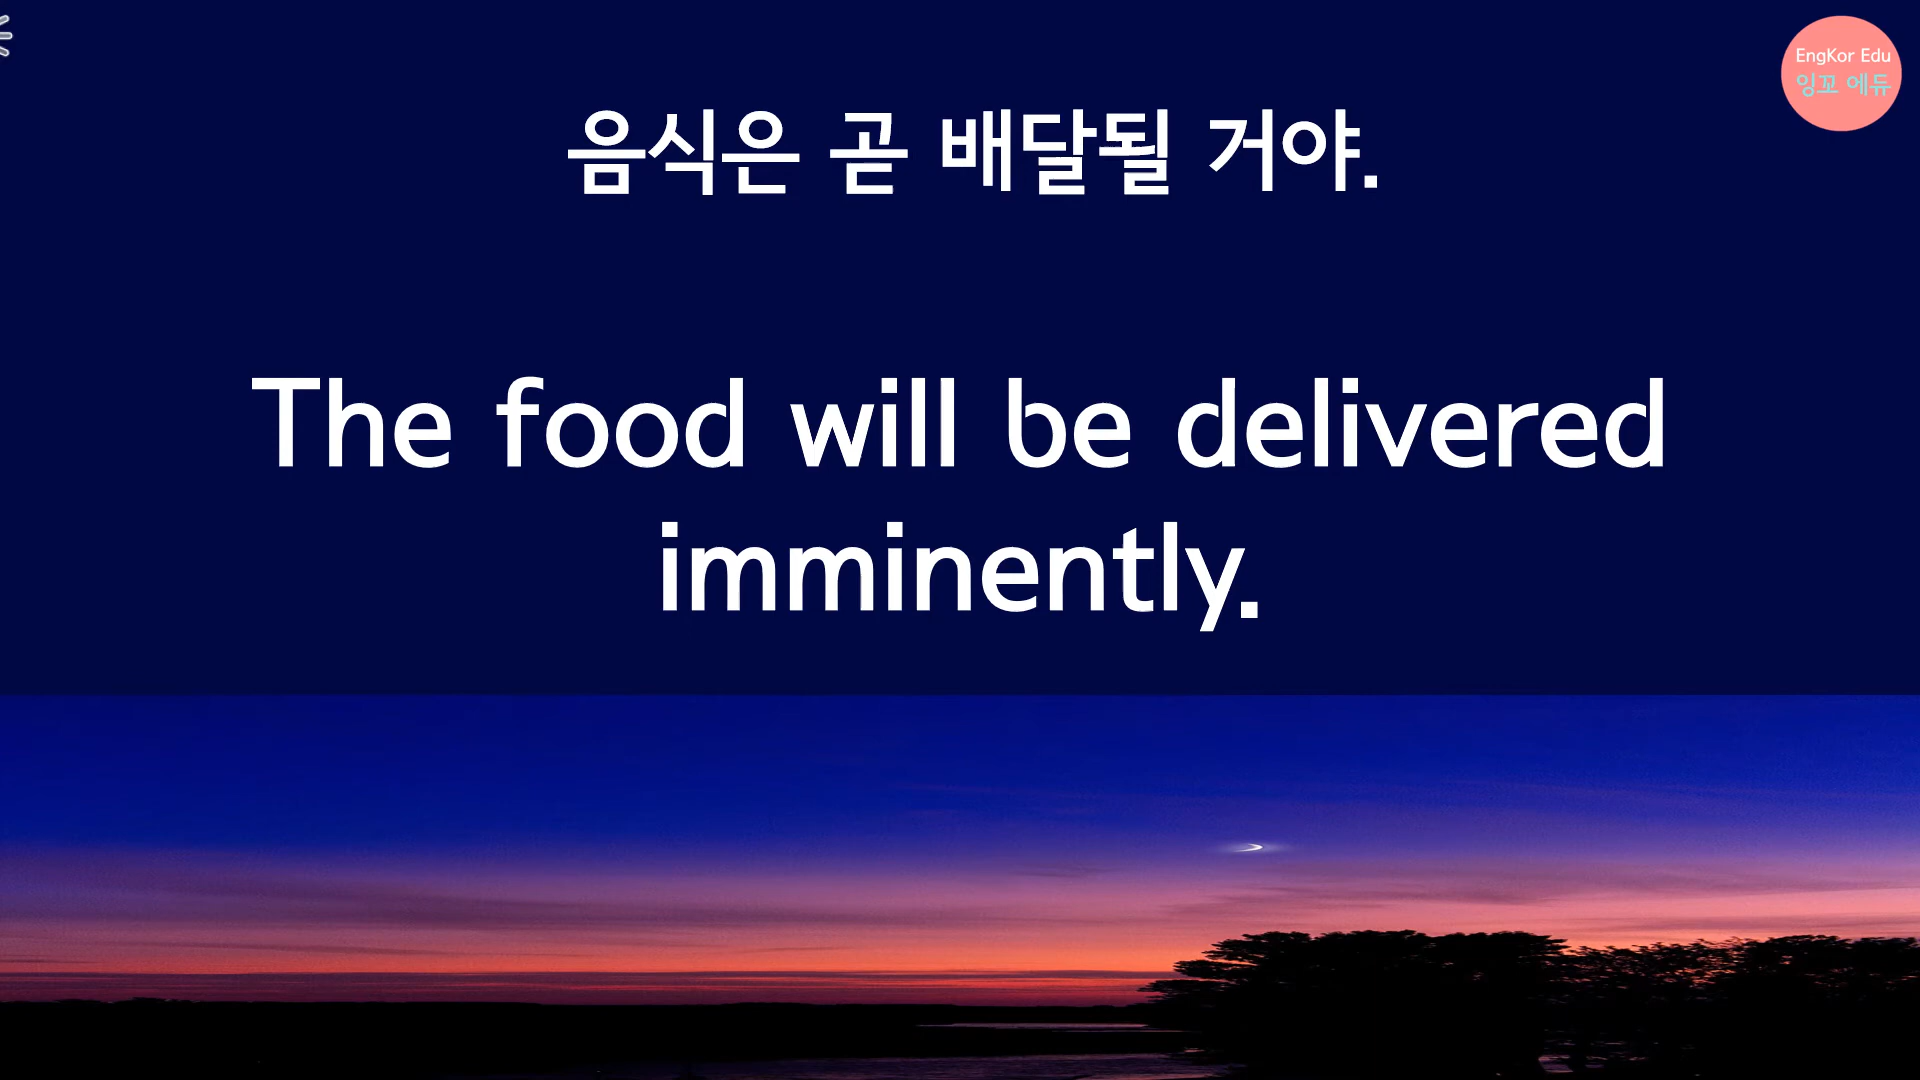 EngKor Edu
잉꼬 에듀
음식은 곧 배달될 거야.
The food will be delivered
imminently.